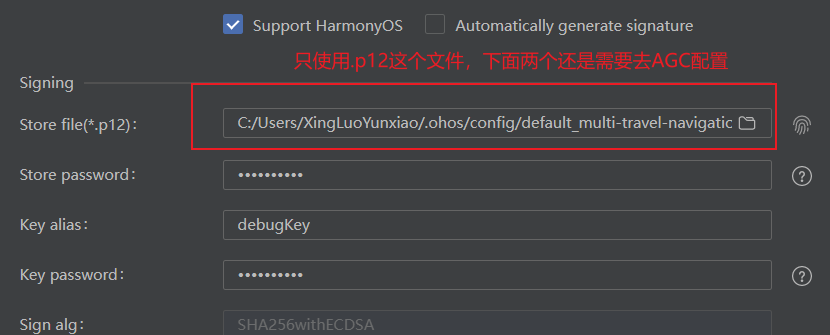 Support HarmonyOS
Automatically generate signature
只使用.p12这个文件，下面两个还是需要去AGC配置
Signing
Store file(*.p12)：
C:/Users/XingLuoYunxiao/.ohos/config/default_multi-travel-navigatic
Store password：
••••••••••
Key alias：
debugKey
Key password：
••••••••••
Sign alg：
SHA256withECDSA